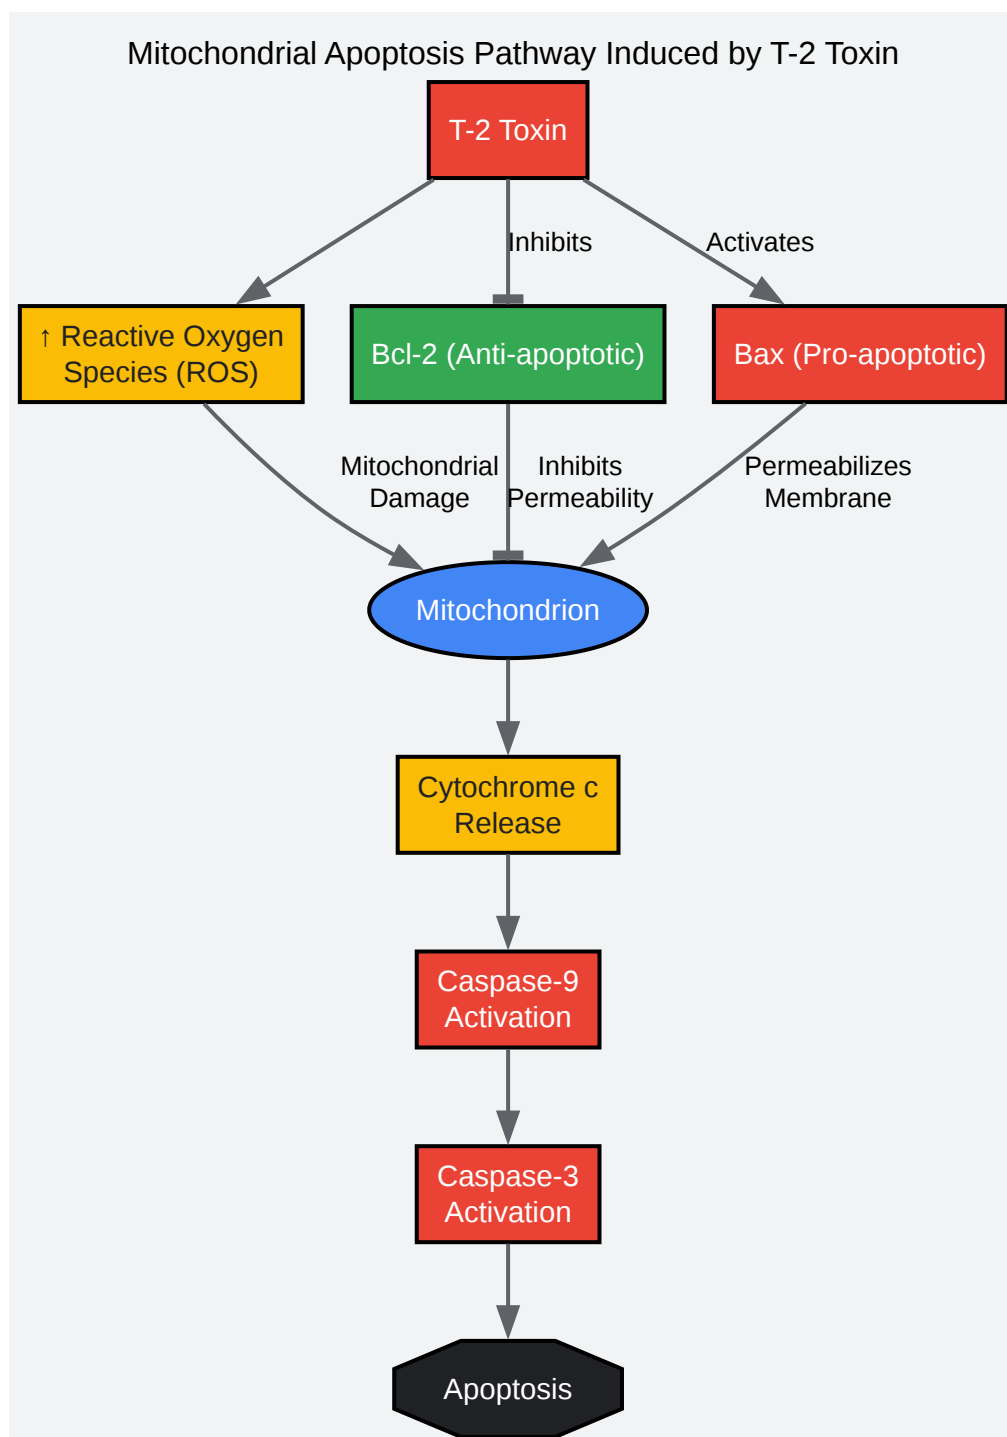 Mitochondrial Apoptosis Pathway Induced by T-2 Toxin
T-2 Toxin
Inhibits
Activates
↑ Reactive Oxygen
Species (ROS)
Bcl-2 (Anti-apoptotic)
Bax (Pro-apoptotic)
Mitochondrial
Damage
Inhibits
Permeability
Permeabilizes
Membrane
Mitochondrion
Cytochrome c
Release
Caspase-9
Activation
Caspase-3
Activation
Apoptosis